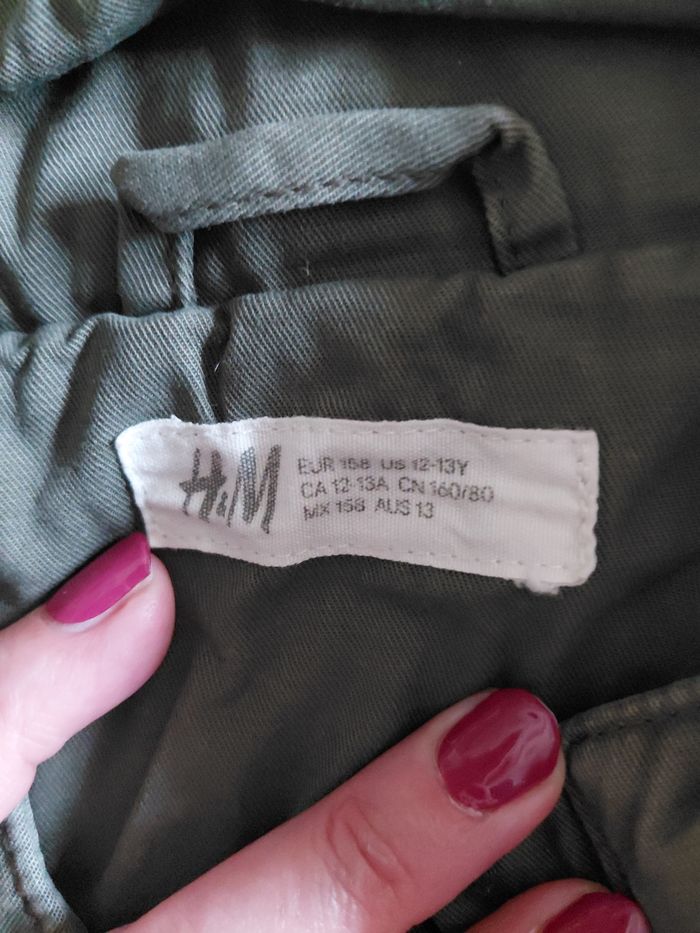 H&M
EUR 158 US 12-13Y
CA 12-13A CN 160/80
MX 158 AUS 13